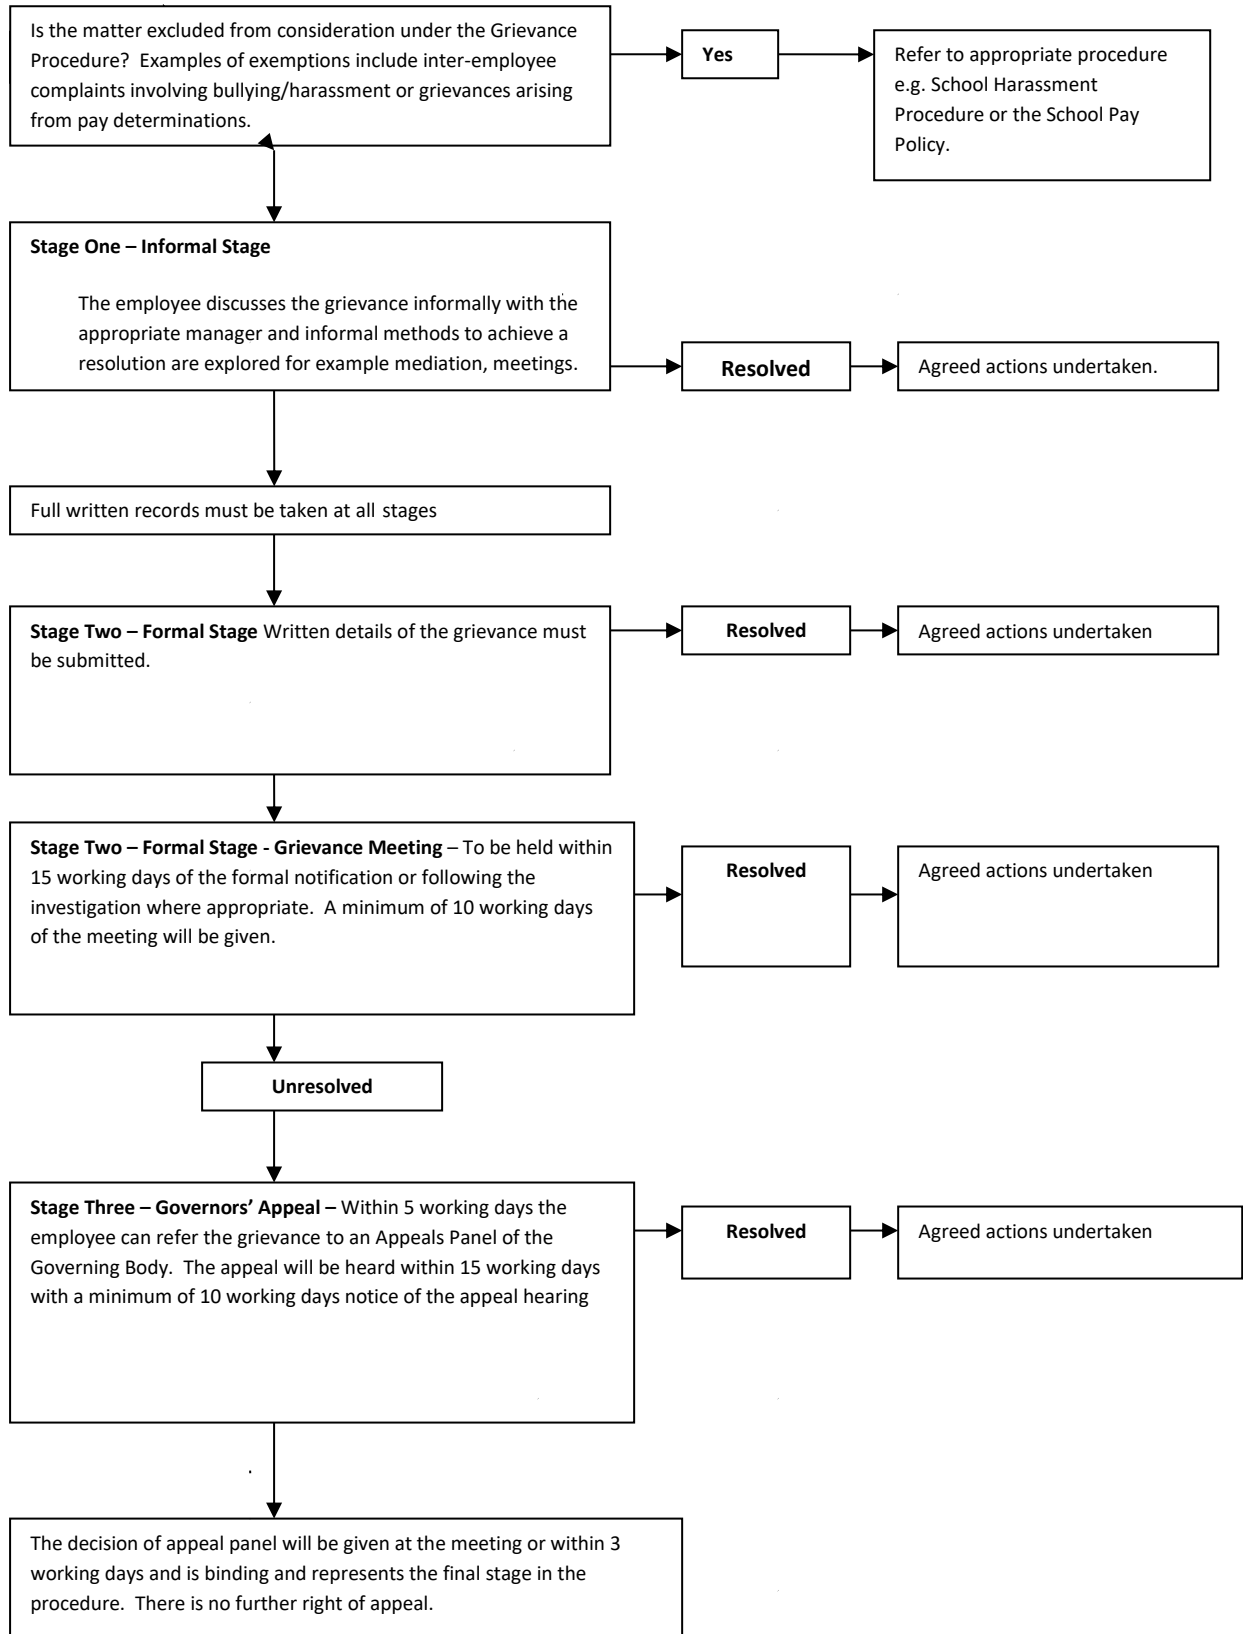 Is the matter excluded from consideration under the Grievance
Procedure? Examples of exemptions include inter-employee
complaints involving bullying/harassment or grievances arising
from pay determinations.
Yes
Refer to appropriate procedure
e.g. School Harassment
Procedure or the School Pay
Policy.
Stage One – Informal Stage
The employee discusses the grievance informally with the
appropriate manager and informal methods to achieve a
resolution are explored for example mediation, meetings.
Resolved
Agreed actions undertaken.
Full written records must be taken at all stages
Stage Two – Formal Stage Written details of the grievance must
be submitted.
Resolved
Agreed actions undertaken
Stage Two – Formal Stage - Grievance Meeting – To be held within
15 working days of the formal notification or following the
investigation where appropriate. A minimum of 10 working days
of the meeting will be given.
Resolved
Agreed actions undertaken
Unresolved
Stage Three – Governors’ Appeal – Within 5 working days the
employee can refer the grievance to an Appeals Panel of the
Governing Body. The appeal will be heard within 15 working days
with a minimum of 10 working days notice of the appeal hearing
Resolved
Agreed actions undertaken
The decision of appeal panel will be given at the meeting or within 3
working days and is binding and represents the final stage in the
procedure. There is no further right of appeal.